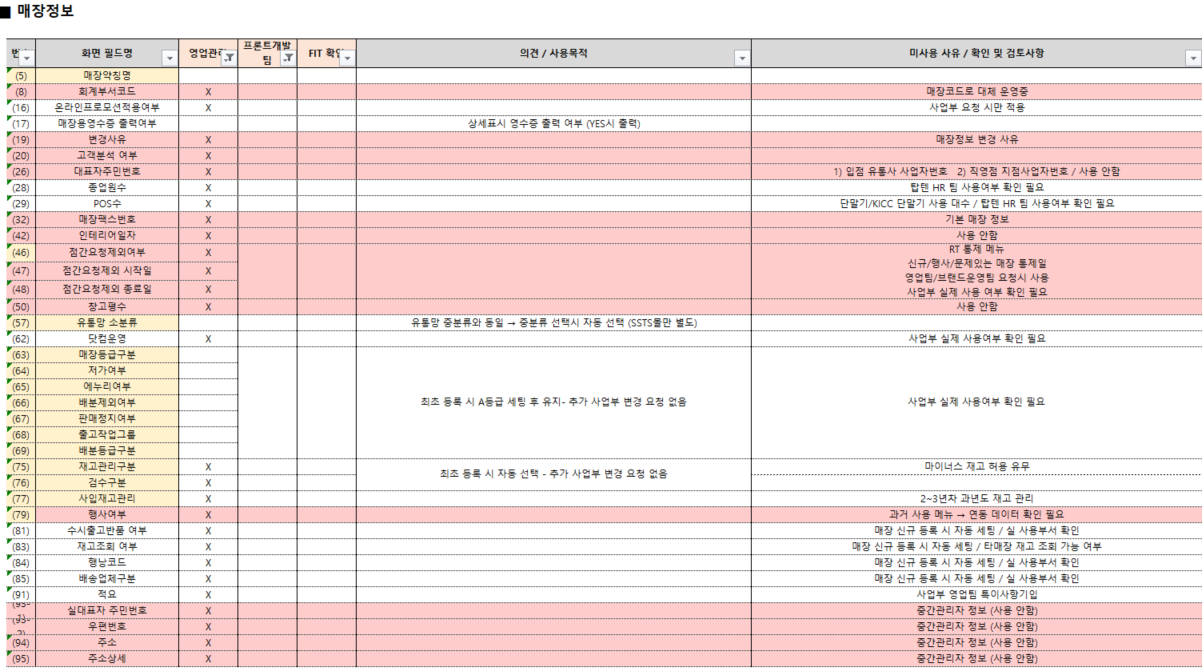 ■ 매장정보
번호 화면 필드명 영업관리 프론트개발팀 FIT 확인 의견 / 사용목적 미사용 사유 / 확인 및 검토사항
(5) 매장약칭명
(8) 회계부서코드 X 매장코드로 대체 운영중
(16) 온라인프로모션적용여부 X 사업부 요청 시만 적용
(17) 매장용영수증 출력여부 상세표시 영수증 출력 여부 (YES시 출력)
(19) 변경사유 X 매장정보 변경 사유
(20) 고객분석 여부 X
(26) 대표자주민번호 X 1) 입점 유통사 사업자번호 2) 직영점 지점사업자번호 / 사용 안함
(28) 종업원수 X 탑텐 HR 팀 사용여부 확인 필요
(29) POS수 X 단말기/KICC 단말기 사용 대수 / 탑텐 HR 팀 사용여부 확인 필요
(32) 매장팩스번호 X 기본 매장 정보
(42) 인테리어일자 X 사용 안함
(46) 점간요청제외여부 X RT 통제 메뉴
(47) 점간요청제외 시작일 X 신규/행사/문제있는 매장 통제일
영업팀/브랜드운영팀 요청시 사용
(48) 점간요청제외 종료일 X 사업부 실제 사용 여부 확인 필요
(50) 창고평수 X 사용 안함
(57) 유통망 소분류 유통망 중분류와 동일 → 중분류 선택시 자동 선택 (SSTS몰만 별도)
(62) 닷컴운영 X 사업부 실제 사용여부 확인 필요
(63) 매장등급구분
(64) 저가여부
(65) 에누리여부
(66) 배분제외여부 최초 등록 시 A등급 세팅 후 유지- 추가 사업부 변경 요청 없음 사업부 실제 사용여부 확인 필요
(67) 판매정지여부
(68) 출고작업그룹
(69) 배분등급구분
(75) 재고관리구분 X 최초 등록 시 자동 선택 - 추가 사업부 변경 요청 없음 마이너스 재고 허용 유무
(76) 검수구분 X
(77) 사입재고관리 X 2~3년차 과년도 재고 관리
(79) 행사여부 X 과거 사용 메뉴 → 연동 데이터 확인 필요
(81) 수시출고반품 여부 X 매장 신규 등록 시 자동 세팅 / 실 사용부서 확인
(83) 재고조회 여부 X 매장 신규 등록 시 자동 세팅 / 타매장 재고 조회 가능 여부
(84) 행낭코드 X 매장 신규 등록 시 자동 세팅 / 실 사용부서 확인
(85) 배송업체구분 X 매장 신규 등록 시 자동 세팅 / 실 사용부서 확인
(91) 적요 X 사업부 영업팀 특이사항기입
(93-1) 실대표자 주민번호 X 중간관리자 정보 (사용 안함)
(93-2) 우편번호 X 중간관리자 정보 (사용 안함)
(94) 주소 X 중간관리자 정보 (사용 안함)
(95) 주소상세 X 중간관리자 정보 (사용 안함)